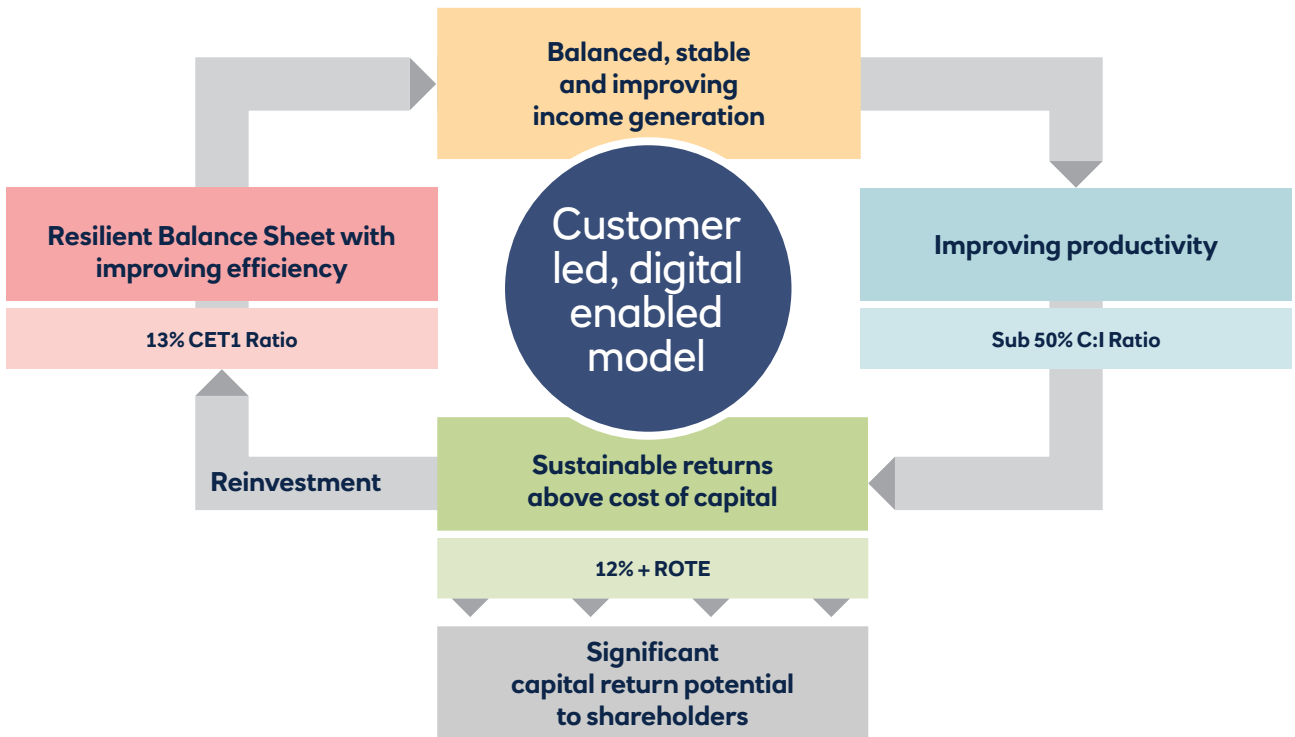 Balanced, stable
and improving
income generation
Resilient Balance Sheet with
improving efficiency
13% CET1 Ratio
Customer
led, digital
enabled
model
Improving productivity
Sub 50% C:I Ratio
Reinvestment
Sustainable returns
above cost of capital
12% + ROTE
Significant
capital return potential
to shareholders